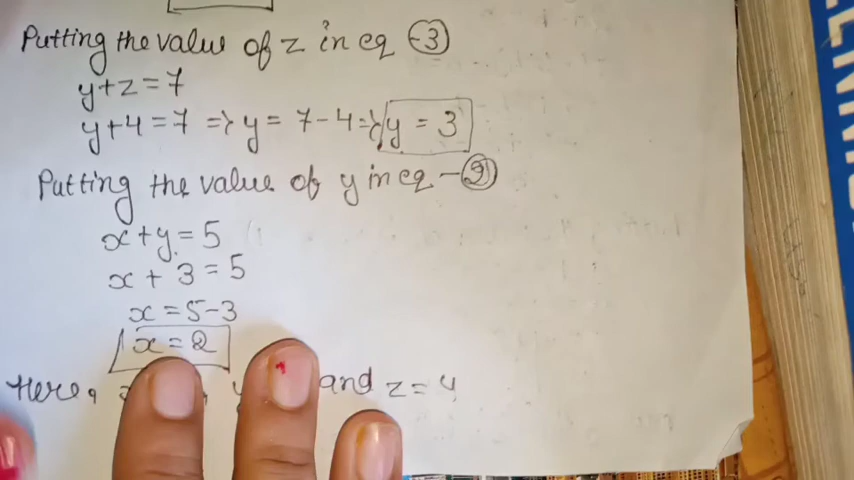 Putting the value of z in eq -③
y+z=7
y+4=7 => y = 7-4 => y = 3
Putting the value of y in eq -②
x+y=5
x + 3 = 5
x = 5-3
x = 2
Here, and z = 4